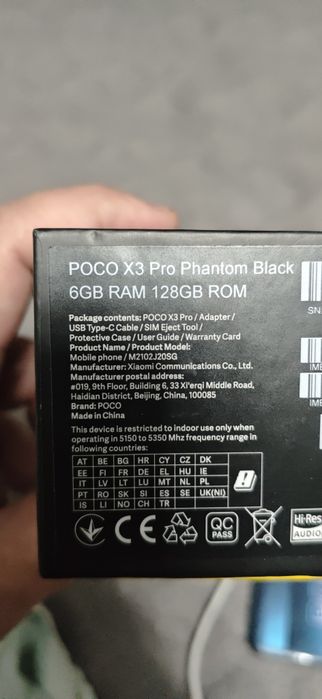 POCO X3 Pro Phantom Black
6GB RAM 128GB ROM
Package contents: POCO X3 Pro / Adapter /
USB Type-C Cable / SIM Eject Tool /
Protective Case / User Guide / Warranty Card
Product Name / Product Model:
Mobile phone / M2102J20SG
Manufacturer: Xiaomi Communications Co., Ltd.
Manufacturer postal address:
#019, 9th Floor, Building 6, 33 Xi'erqi Middle Road,
Haidian District, Beijing, China, 100085
Brand: POCO
Made in China
This device is restricted to indoor use only when
operating in 5150 to 5350 Mhz frequency range in
following countries:
AT BE BG HR CY CZ DK
EE FI FR DE EL HU IE
IT LV LT LU MT NL PL
PT RO SK SI ES SE UK(NI)
IS LI NO CH TR
CE
QC
PASS
Hi-Res
AUDIO
SN
IME
IME